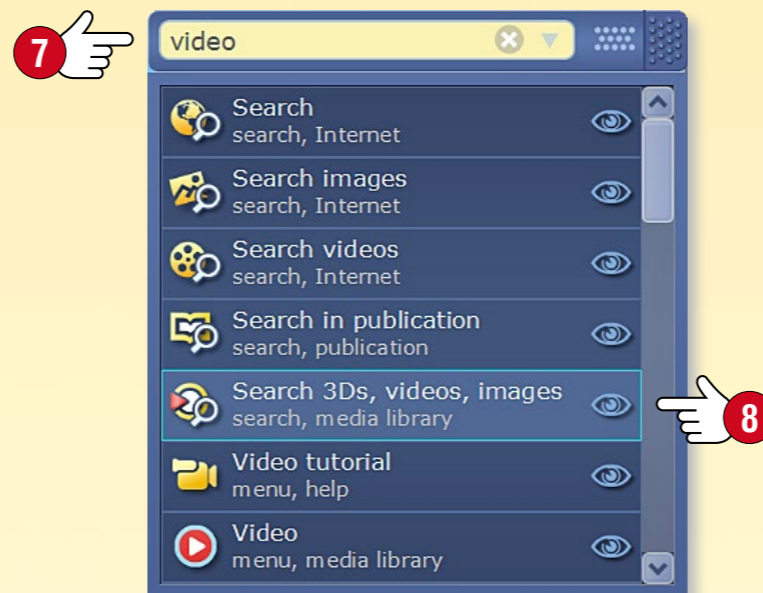 7
video
Search
search, Internet
Search images
search, Internet
Search videos
search, Internet
Search in publication
search, publication
Search 3Ds, videos, images
search, media library
8
Video tutorial
menu, help
Video
menu, media library